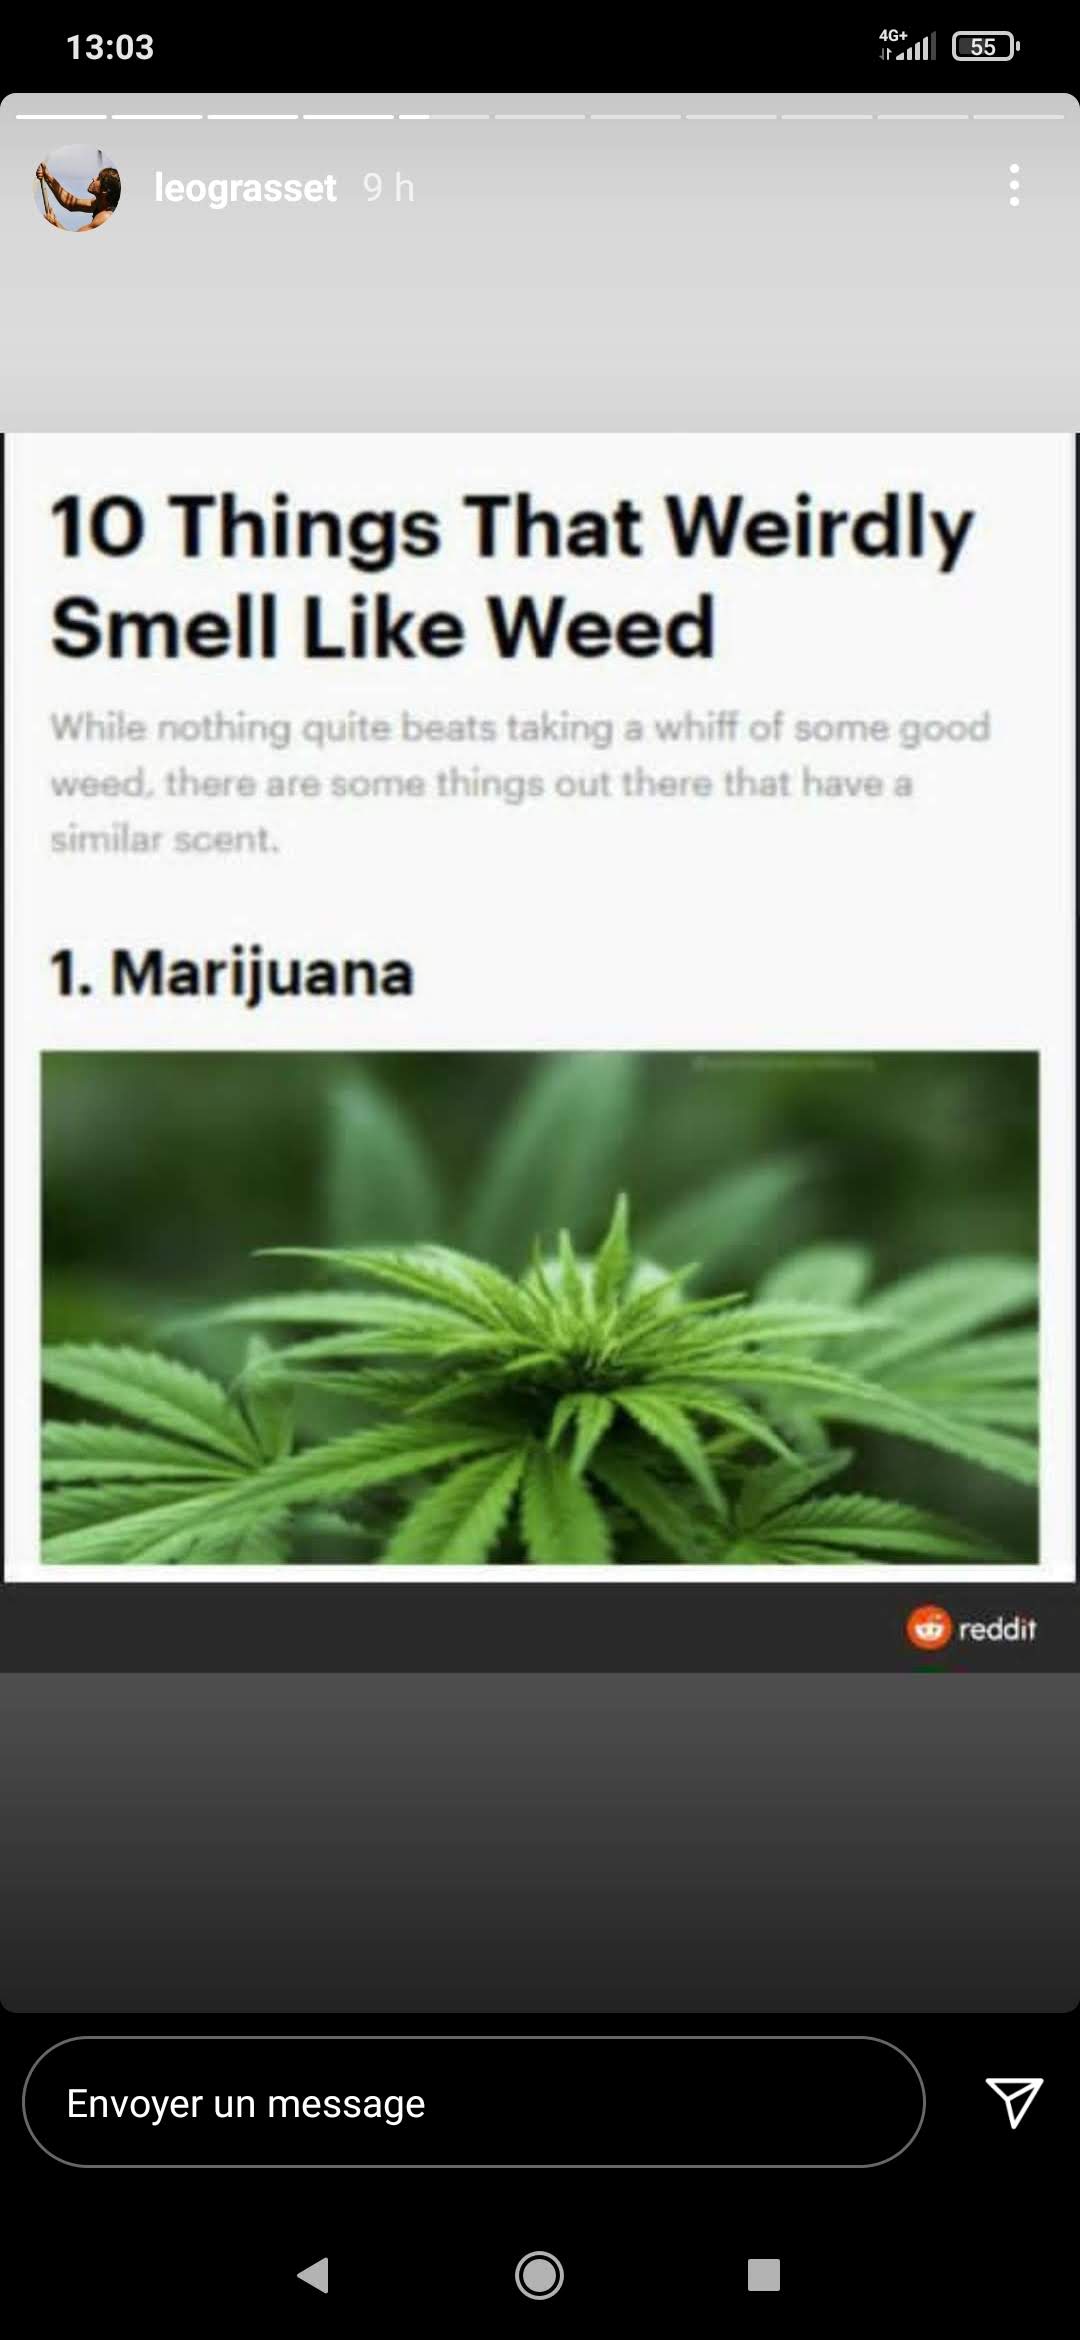 13:03
4G+
55
leograsset 9 h
10 Things That Weirdly
Smell Like Weed
While nothing quite beats taking a whiff of some good
weed, there are some things out there that have a
similar scent.
1. Marijuana
reddit
Envoyer un message